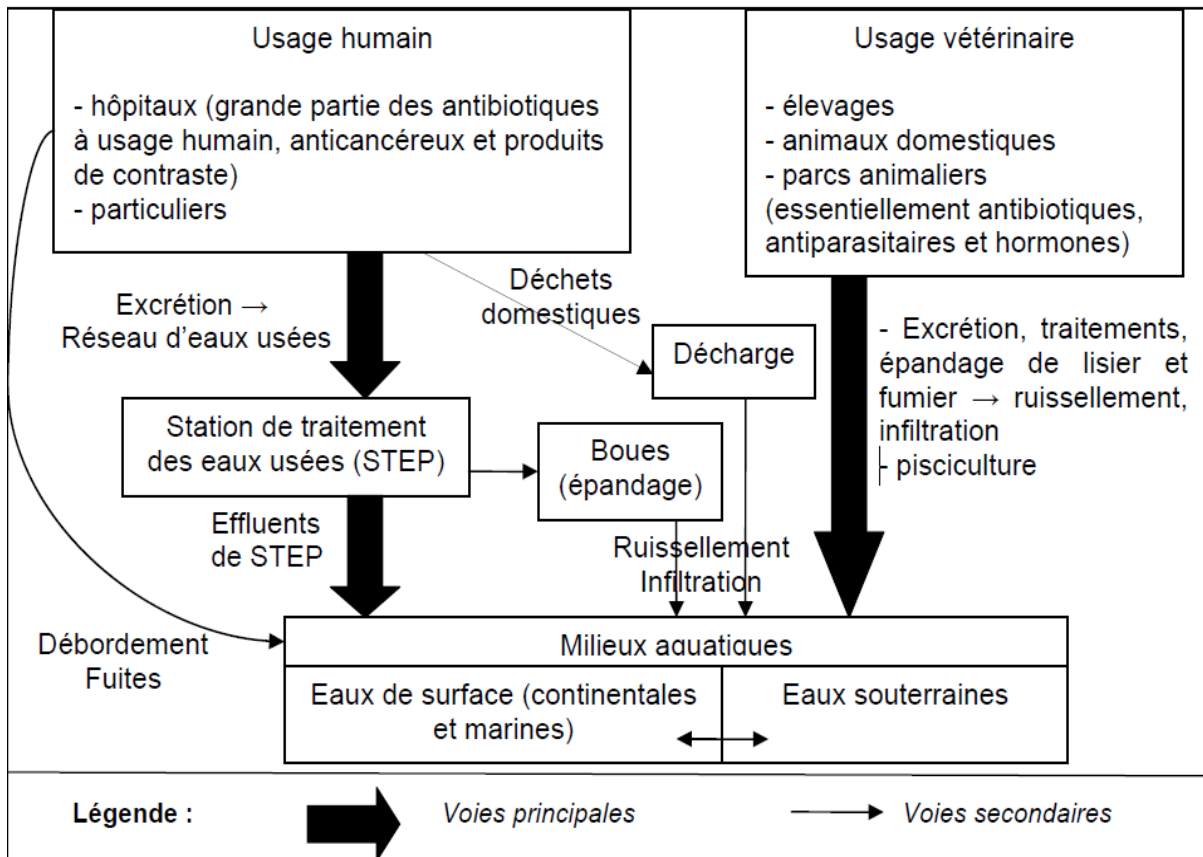 Usage humain
- hôpitaux (grande partie des antibiotiques
à usage humain, anticancéreux et produits
de contraste)
- particuliers
Usage vétérinaire
- élevages
- animaux domestiques
- parcs animaliers
(essentiellement antibiotiques,
antiparasitaires et hormones)
Excrétion →
Réseau d'eaux usées
Déchets
domestiques
Décharge
- Excrétion, traitements,
épandage de lisier et
fumier → ruissellement,
infiltration
- pisciculture
Station de traitement
des eaux usées (STEP)
Boues
(épandage)
Effluents
de STEP
Ruissellement
Infiltration
Débordement
Fuites
Milieux aquatiques
Eaux de surface (continentales
et marines)
Eaux souterraines
Légende :
Voies principales
Voies secondaires